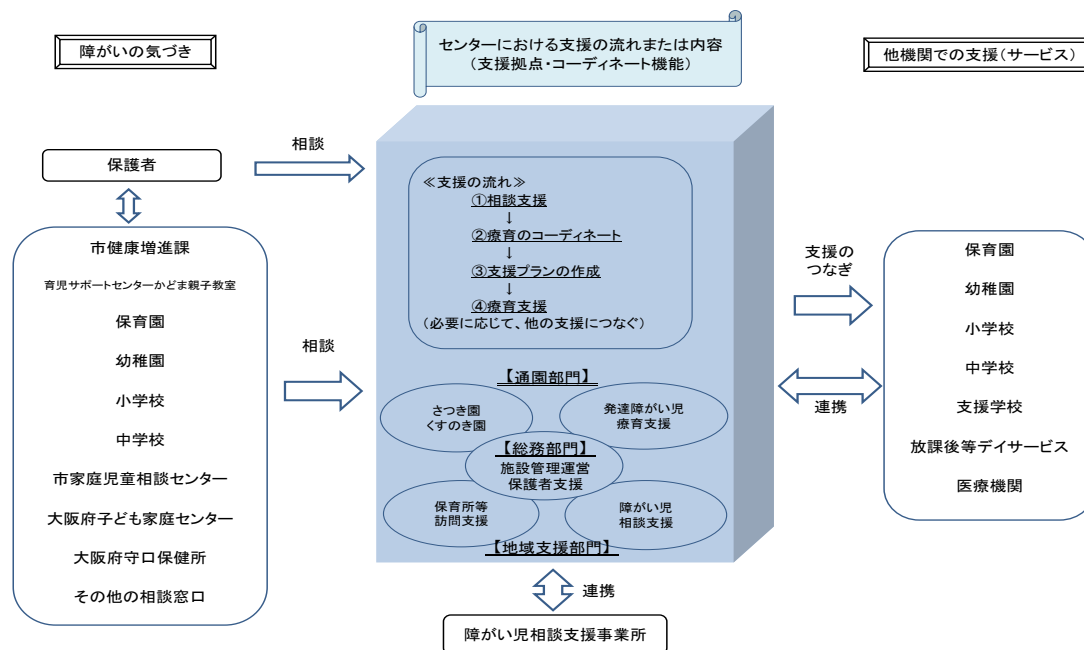 障がいの気づき
センターにおける支援の流れまたは内容
（支援拠点・コーディネート機能）
他機関での支援（サービス）
保護者
相談
市健康増進課
育児サポートセンターかどま親子教室
保育園
幼稚園
小学校
中学校
市家庭児童相談センター
大阪府子ども家庭センター
大阪府守口保健所
その他の相談窓口
相談
≪支援の流れ≫
①相談支援
↓
②療育のコーディネート
↓
③支援プランの作成
↓
④療育支援
（必要に応じて、他の支援につなぐ）
【通園部門】
さつき園
くすのき園
発達障がい児
療育支援
【総務部門】
施設管理運営
保護者支援
保育所等
訪問支援
障がい児
相談支援
【地域支援部門】
連携
障がい児相談支援事業所
支援の
つなぎ
連携
保育園
幼稚園
小学校
中学校
支援学校
放課後等デイサービス
医療機関